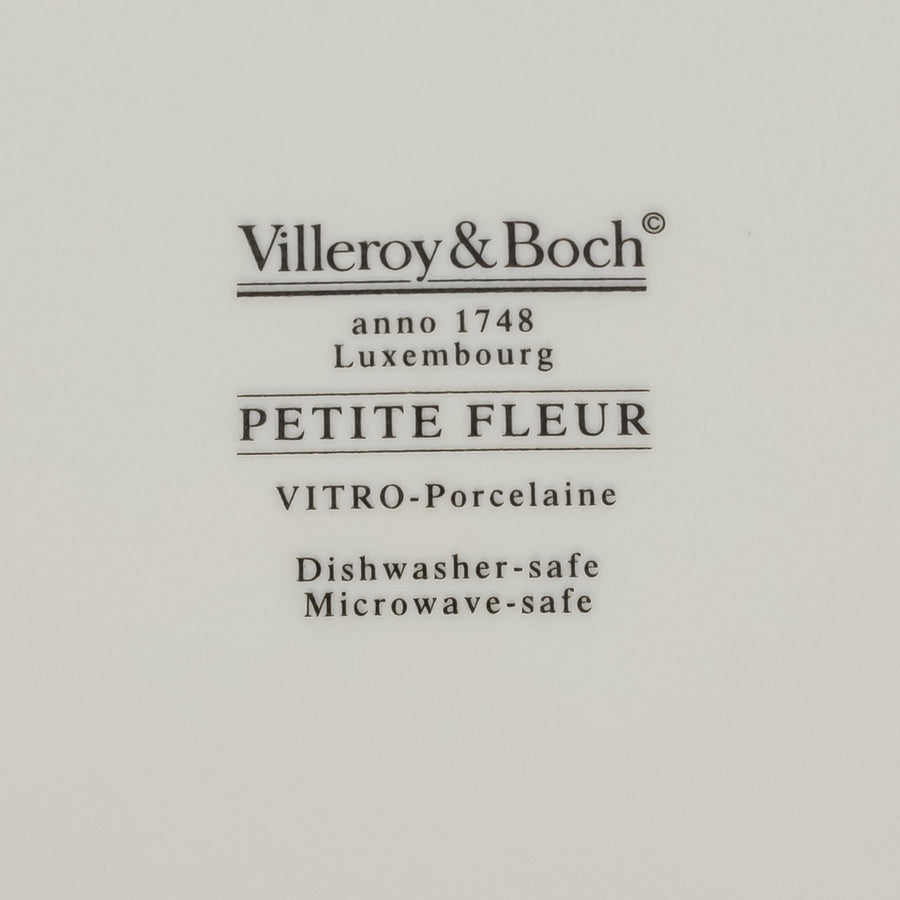 Villeroy & Boch©
anno 1748
Luxembourg
PETITE FLEUR
VITRO-Porcelaine
Dishwasher-safe
Microwave-safe